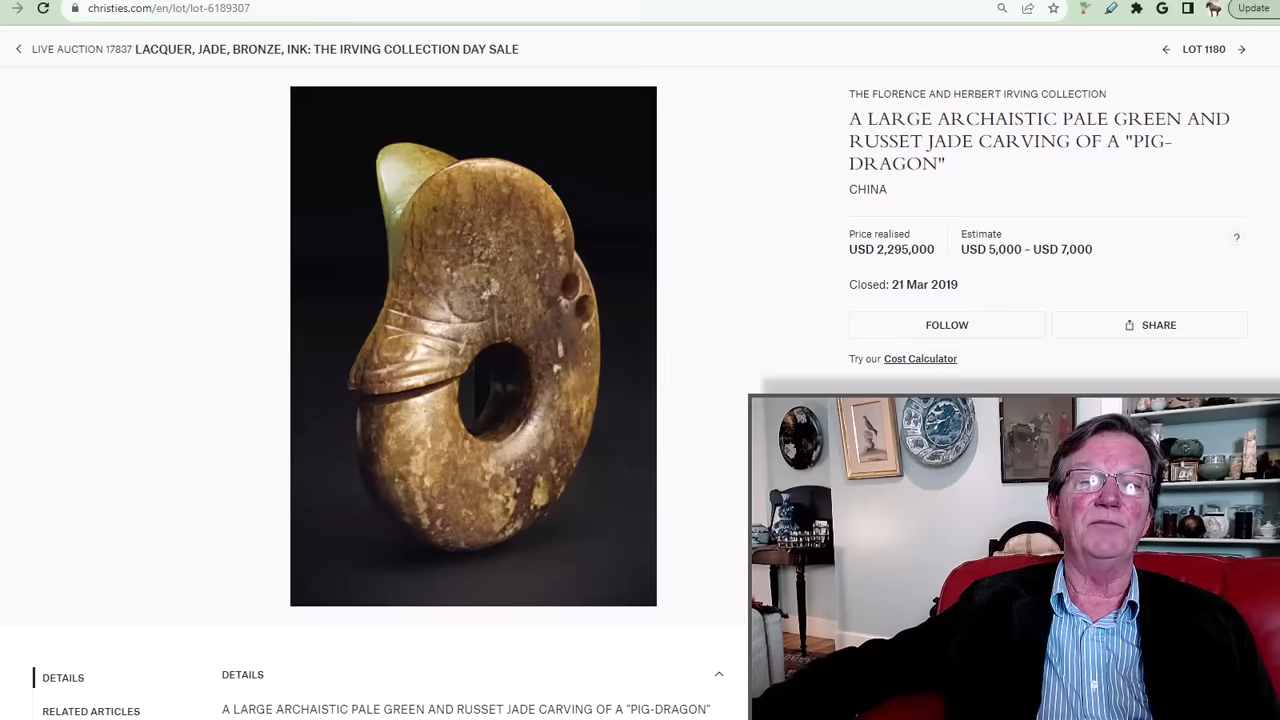 christies.com/en/lot/lot-6189307
Update
LIVE AUCTION 17837 LACQUER, JADE, BRONZE, INK: THE IRVING COLLECTION DAY SALE
LOT 1180
THE FLORENCE AND HERBERT IRVING COLLECTION
A LARGE ARCHAISTIC PALE GREEN AND
RUSSET JADE CARVING OF A "PIG-
DRAGON"
CHINA
Price realised
USD 2,295,000
Estimate
USD 5,000 – USD 7,000
?
Closed: 21 Mar 2019
FOLLOW
SHARE
Try our Cost Calculator
DETAILS
RELATED ARTICLES
DETAILS
A LARGE ARCHAISTIC PALE GREEN AND RUSSET JADE CARVING OF A "PIG-DRAGON"